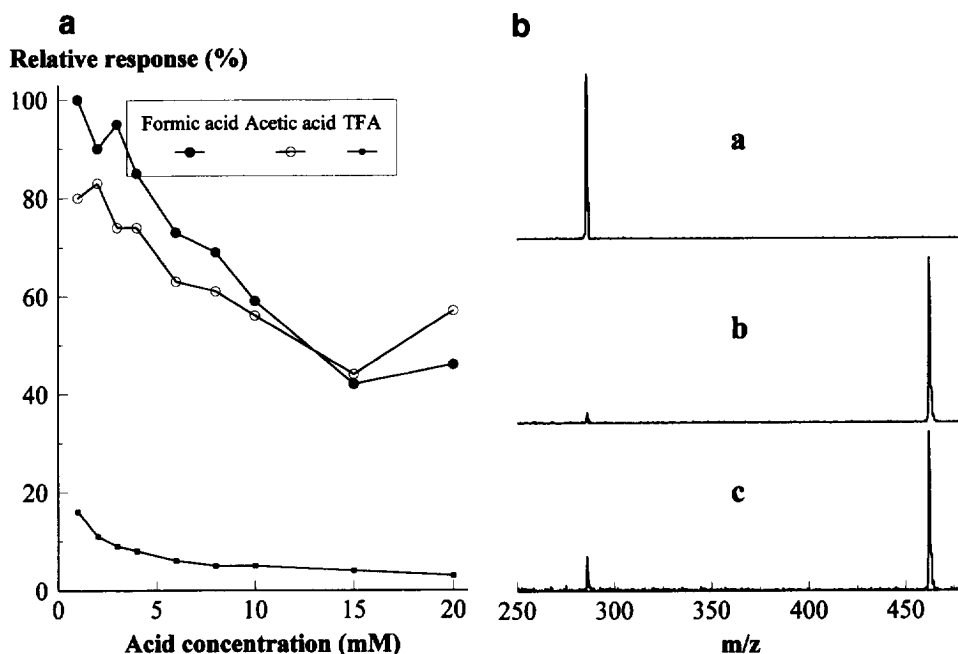 a
Relative response (%)
Formic acid Acetic acid TFA
100
80
60
40
20
0
0 5 10 15 20
Acid concentration (mM)
b
a
b
c
250 300 350 400 450
m/z